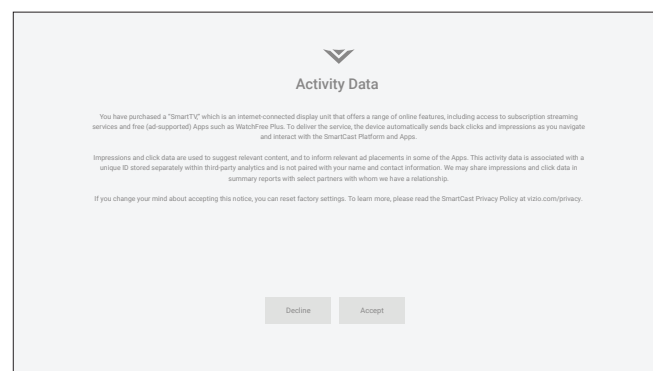 Activity Data
You have purchased a "SmartTV," which is an internet-connected display unit that offers a range of online features, including access to subscription streaming
services and free (ad-supported) Apps such as WatchFree Plus. To deliver the service, the device automatically sends back clicks and impressions as you navigate
and interact with the SmartCast Platform and Apps.
Impressions and click data are used to suggest relevant content, and to inform relevant ad placements in some of the Apps. This activity data is associated with a
unique ID stored separately within third-party analytics and is not paired with your name and contact information. We may share impressions and click data in
summary reports with select partners with whom we have a relationship.
If you change your mind about accepting this notice, you can reset factory settings. To learn more, please read the SmartCast Privacy Policy at vizio.com/privacy.
Decline Accept